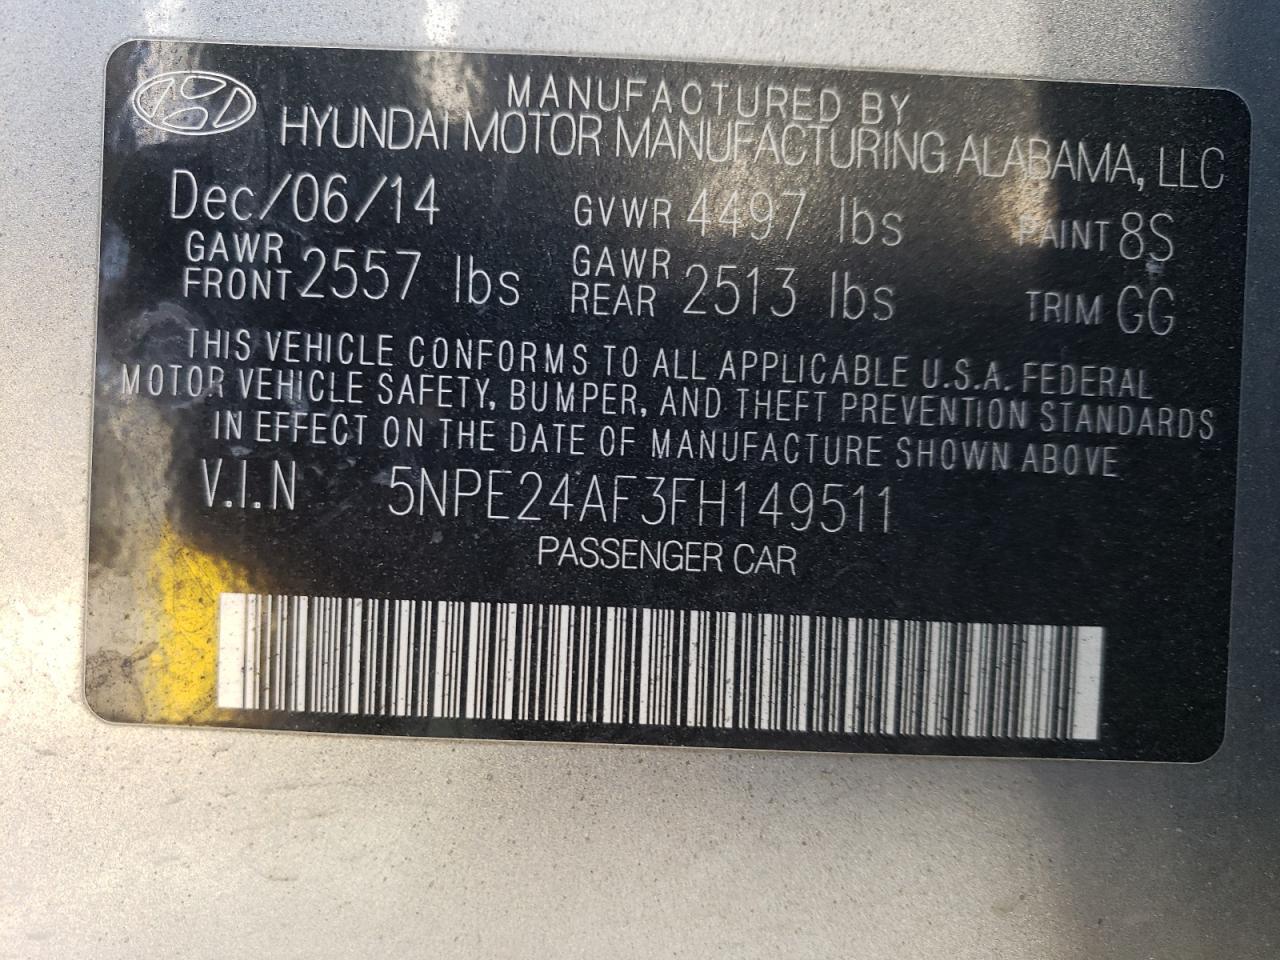 MANUFACTURED BY
HYUNDAI MOTOR MANUFACTURING ALABAMA, LLC
Dec/06/14 GVWR 4497 lbs PAINT 8S
GAWR FRONT 2557 lbs GAWR REAR 2513 lbs TRIM GG
THIS VEHICLE CONFORMS TO ALL APPLICABLE U.S.A. FEDERAL
MOTOR VEHICLE SAFETY, BUMPER, AND THEFT PREVENTION STANDARDS
IN EFFECT ON THE DATE OF MANUFACTURE SHOWN ABOVE
V.I.N 5NPE24AF3FH149511
PASSENGER CAR